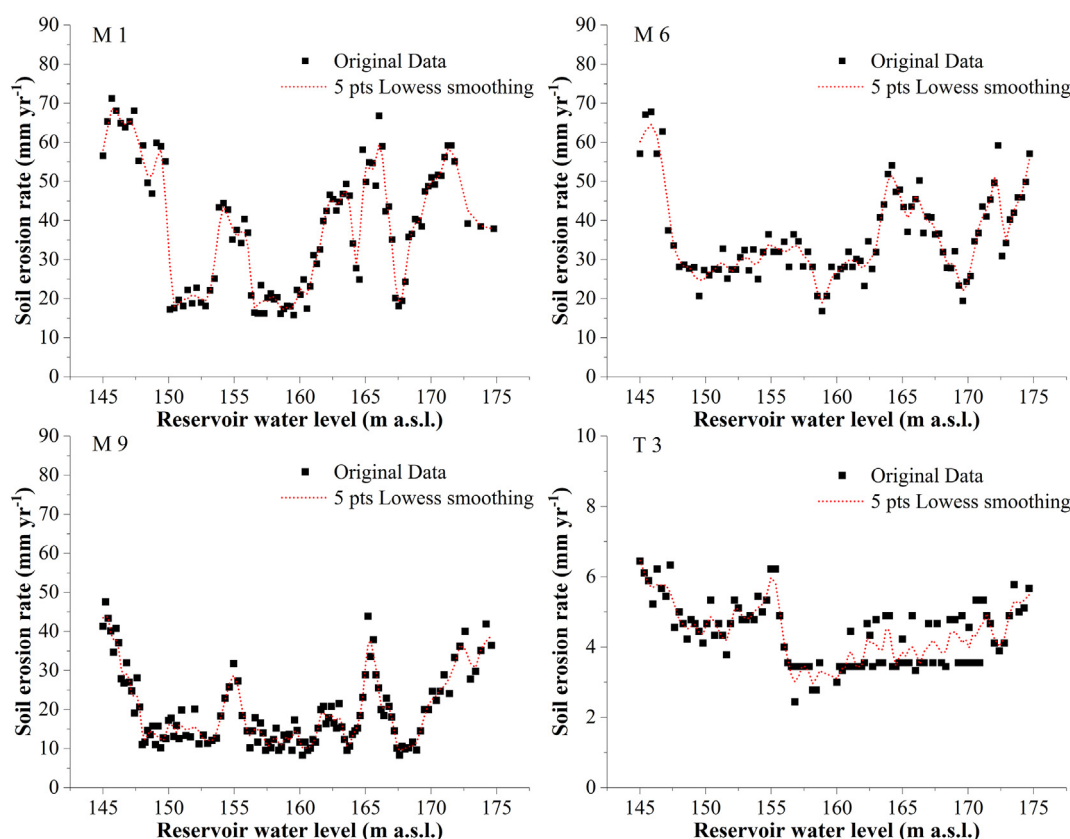 M 1
Original Data
5 pts Lowess smoothing
Soil erosion rate (mm yr-1)
90
80
70
60
50
40
30
20
10
0
145 150 155 160 165 170 175
Reservoir water level (m a.s.l.)
M 6
Original Data
5 pts Lowess smoothing
Soil erosion rate (mm yr-1)
90
80
70
60
50
40
30
20
10
0
145 150 155 160 165 170 175
Reservoir water level (m a.s.l.)
M 9
Original Data
5 pts Lowess smoothing
Soil erosion rate (mm yr-1)
90
80
70
60
50
40
30
20
10
0
145 150 155 160 165 170 175
Reservoir water level (m a.s.l.)
T 3
Original Data
5 pts Lowess smoothing
Soil erosion rate (mm yr-1)
10
8
6
4
2
0
145 150 155 160 165 170 175
Reservoir water level (m a.s.l.)